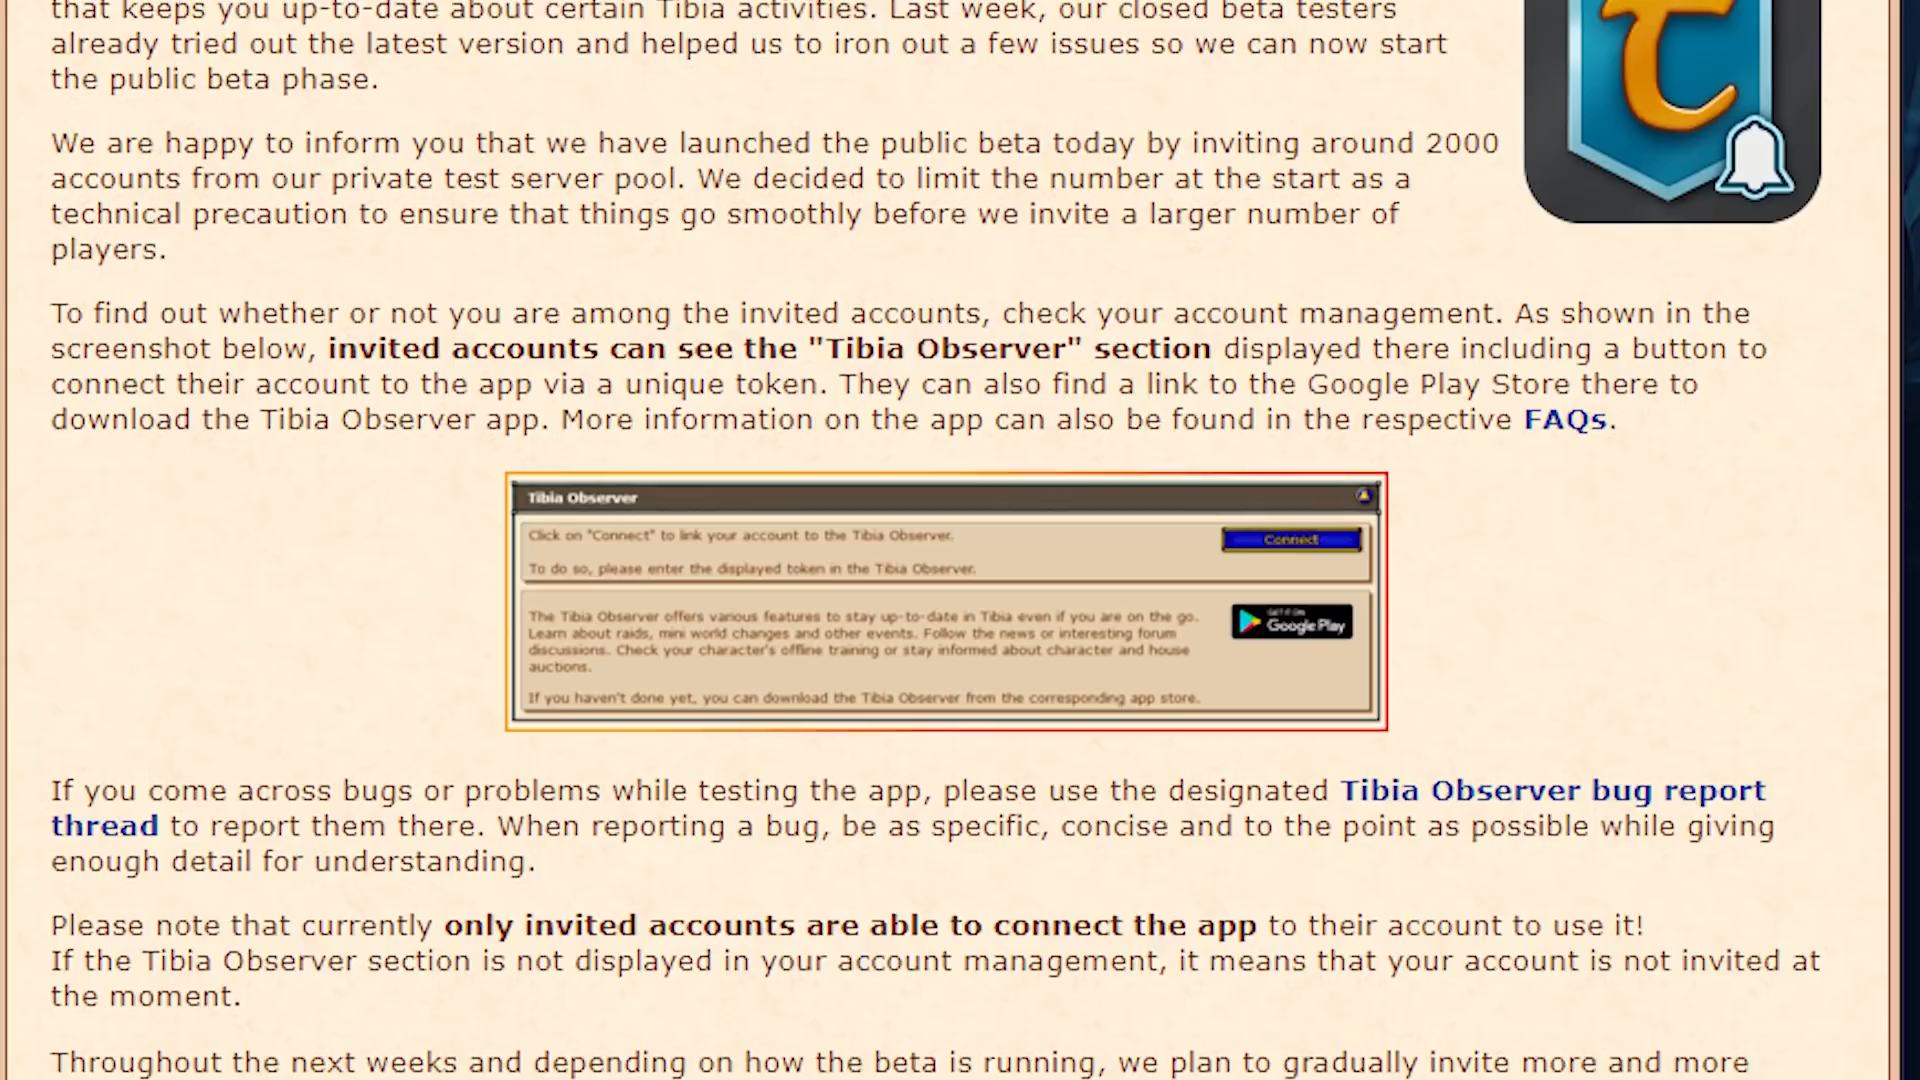 that keeps you up-to-date about certain Tibia activities. Last week, our closed beta testers
already tried out the latest version and helped us to iron out a few issues so we can now start
the public beta phase.
We are happy to inform you that we have launched the public beta today by inviting around 2000
accounts from our private test server pool. We decided to limit the number at the start as a
technical precaution to ensure that things go smoothly before we invite a larger number of
players.
To find out whether or not you are among the invited accounts, check your account management. As shown in the
screenshot below, invited accounts can see the "Tibia Observer" section displayed there including a button to
connect their account to the app via a unique token. They can also find a link to the Google Play Store there to
download the Tibia Observer app. More information on the app can also be found in the respective FAQs.
Tibia Observer
Click on "Connect" to link your account to the Tibia Observer.
Connect
To do so, please enter the displayed token in the Tibia Observer.
The Tibia Observer offers various features to stay up-to-date in Tibia even if you are on the go.
Learn about raids, mini world changes and other events. Follow the news or interesting forum
discussions. Check your character's offline training or stay informed about character and house
auctions.
GET IT ON
Google Play
If you haven't done yet, you can download the Tibia Observer from the corresponding app store.
If you come across bugs or problems while testing the app, please use the designated Tibia Observer bug report
thread to report them there. When reporting a bug, be as specific, concise and to the point as possible while giving
enough detail for understanding.
Please note that currently only invited accounts are able to connect the app to their account to use it!
If the Tibia Observer section is not displayed in your account management, it means that your account is not invited at
the moment.
Throughout the next weeks and depending on how the beta is running, we plan to gradually invite more and more